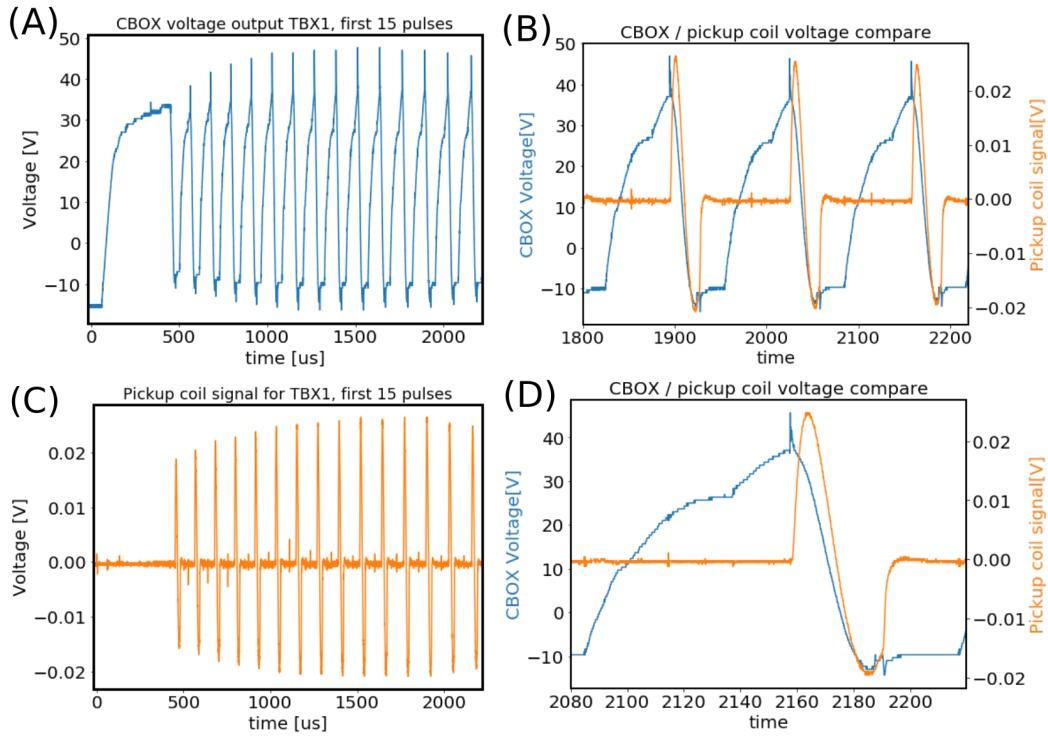 (A)
CBOX voltage output TBX1, first 15 pulses
50
40
30
20
10
0
−10
Voltage [V]
0 500 1000 1500 2000
time [us]
(B)
CBOX / pickup coil voltage compare
50
40
30
20
10
0
−10
CBOX Voltage[V]
0.02
0.01
0.00
−0.01
−0.02
Pickup coil signal[V]
1800 1900 2000 2100 2200
time
(C)
Pickup coil signal for TBX1, first 15 pulses
0.02
0.01
0.00
−0.01
−0.02
Voltage [V]
0 500 1000 1500 2000
time [us]
(D)
CBOX / pickup coil voltage compare
40
30
20
10
0
−10
CBOX Voltage[V]
0.02
0.01
0.00
−0.01
−0.02
Pickup coil signal[V]
2080 2100 2120 2140 2160 2180 2200
time